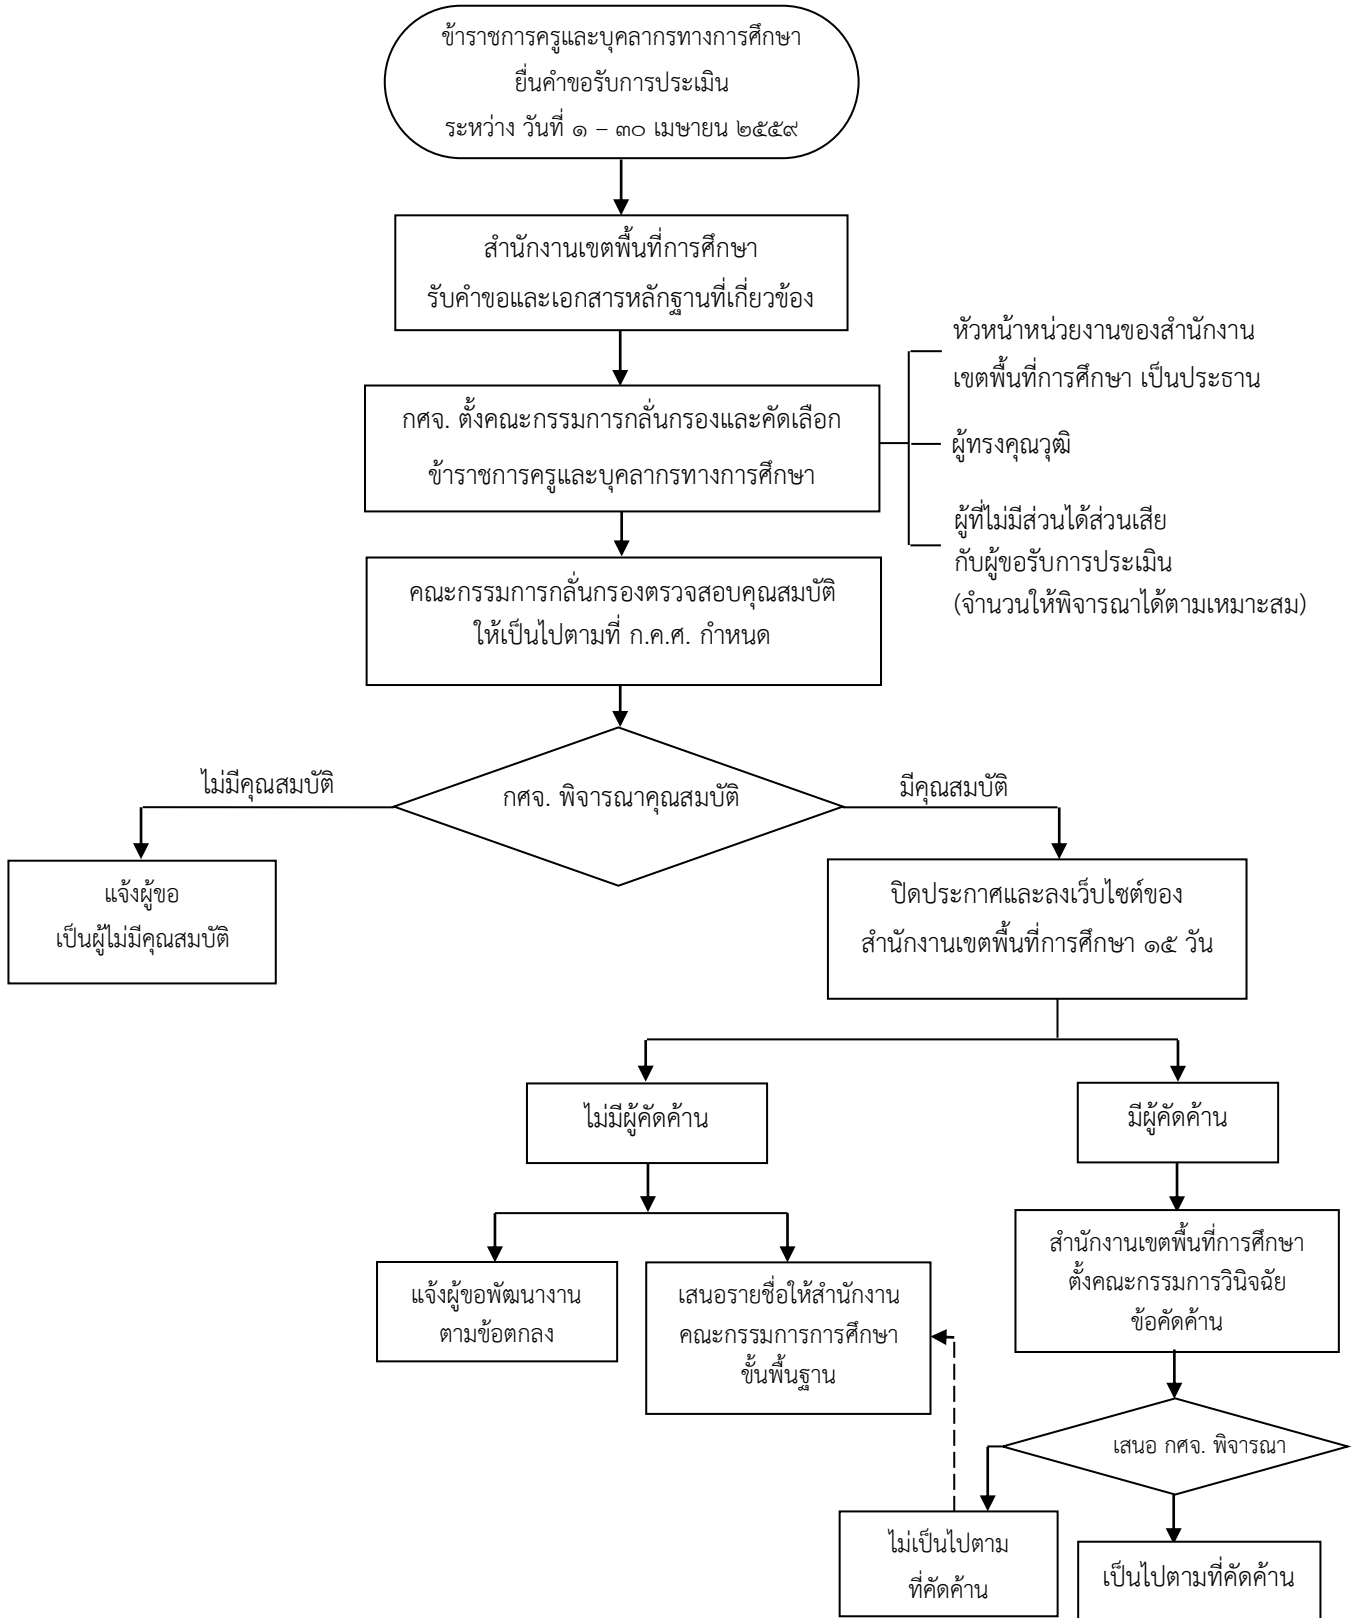 ข้าราชการครูและบุคลากรทางการศึกษา
ยื่นคำขอรับการประเมิน
ระหว่าง วันที่ ๑ – ๓๐ เมษายน ๒๕๕๙
สำนักงานเขตพื้นที่การศึกษา
รับคำขอและเอกสารหลักฐานที่เกี่ยวข้อง
หัวหน้าหน่วยงานของสำนักงาน
เขตพื้นที่การศึกษา เป็นประธาน
กศจ. ตั้งคณะกรรมการกลั่นกรองและคัดเลือก
ข้าราชการครูและบุคลากรทางการศึกษา
ผู้ทรงคุณวุฒิ
ผู้ที่ไม่มีส่วนได้ส่วนเสีย
กับผู้ขอรับการประเมิน
(จำนวนให้พิจารณาได้ตามเหมาะสม)
คณะกรรมการกลั่นกรองตรวจสอบคุณสมบัติ
ให้เป็นไปตามที่ ก.ค.ศ. กำหนด
ไม่มีคุณสมบัติ
กศจ. พิจารณาคุณสมบัติ
มีคุณสมบัติ
แจ้งผู้ขอ
เป็นผู้ไม่มีคุณสมบัติ
ปิดประกาศและลงเว็บไซต์ของ
สำนักงานเขตพื้นที่การศึกษา ๑๕ วัน
ไม่มีผู้คัดค้าน
มีผู้คัดค้าน
แจ้งผู้ขอพัฒนางาน
ตามข้อตกลง
เสนอรายชื่อให้สำนักงาน
คณะกรรมการการศึกษา
ขั้นพื้นฐาน
สำนักงานเขตพื้นที่การศึกษา
ตั้งคณะกรรมการวินิจฉัย
ข้อคัดค้าน
เสนอ กศจ. พิจารณา
ไม่เป็นไปตาม
ที่คัดค้าน
เป็นไปตามที่คัดค้าน